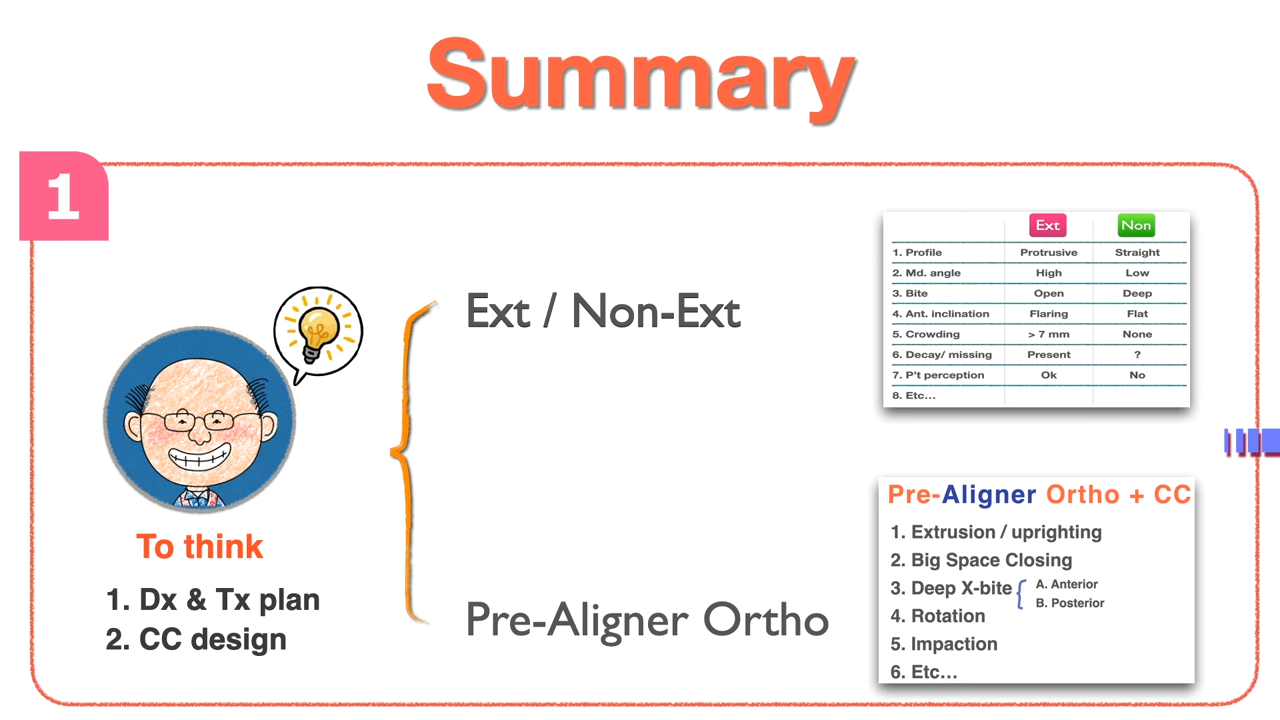 Summary
1
To think
1. Dx & Tx plan
2. CC design
Ext / Non-Ext
Pre-Aligner Ortho
Ext Non
1. Profile Protrusive Straight
2. Md. angle High Low
3. Bite Open Deep
4. Ant. inclination Flaring Flat
5. Crowding > 7 mm None
6. Decay/ missing Present ?
7. P't perception Ok No
8. Etc...
Pre-Aligner Ortho + CC
1. Extrusion / uprighting
2. Big Space Closing
3. Deep X-bite
A. Anterior
B. Posterior
4. Rotation
5. Impaction
6. Etc...